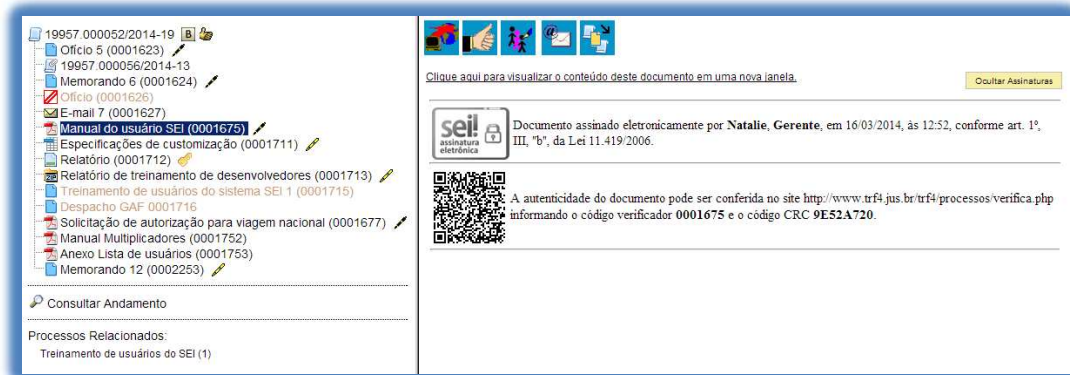 19957.000052/2014-19 B
Ofício 5 (0001623)
19957.000056/2014-13
Memorando 6 (0001624)
Ofício (0001626)
E-mail 7 (0001627)
Manual do usuário SEI (0001675)
Especificações de customização (0001711)
Relatório (0001712)
Relatório de treinamento de desenvolvedores (0001713)
Treinamento de usuários do sistema SEI 1 (0001715)
Despacho GAF 0001716
Solicitação de autorização para viagem nacional (0001677)
Manual Multiplicadores (0001752)
Anexo Lista de usuários (0001753)
Memorando 12 (0002253)
Consultar Andamento
Processos Relacionados:
Treinamento de usuários do SEI (1)
Clique aqui para visualizar o conteúdo deste documento em uma nova janela.
Ocultar Assinaturas
sei!
assinatura
eletrônica
Documento assinado eletronicamente por Natalie, Gerente, em 16/03/2014, às 12:52, conforme art. 1º,
III, "b", da Lei 11.419/2006.
A autenticidade do documento pode ser conferida no site http://www.trf4.jus.br/trf4/processos/verifica.php
informando o código verificador 0001675 e o código CRC 9E52A720.